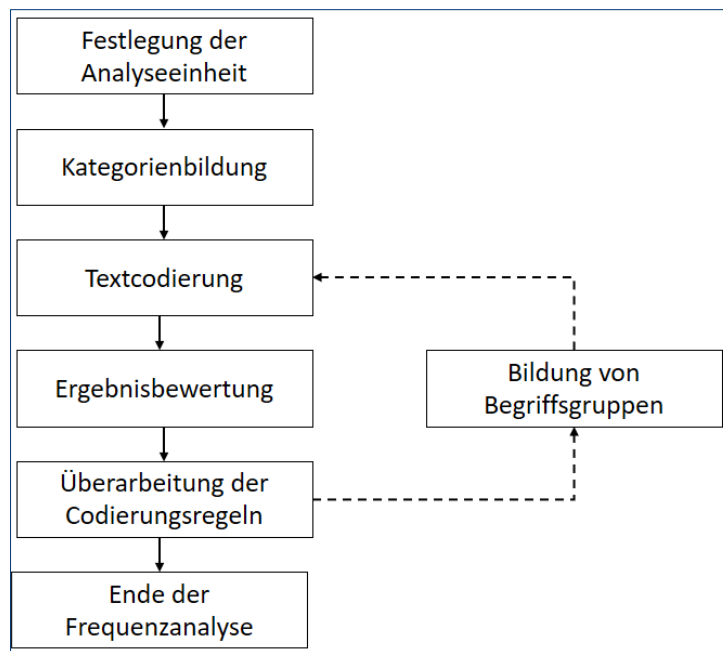 Festlegung der
Analyseeinheit
Kategorienbildung
Textcodierung
Ergebnisbewertung
Bildung von
Begriffsgruppen
Überarbeitung der
Codierungsregeln
Ende der
Frequenzanalyse